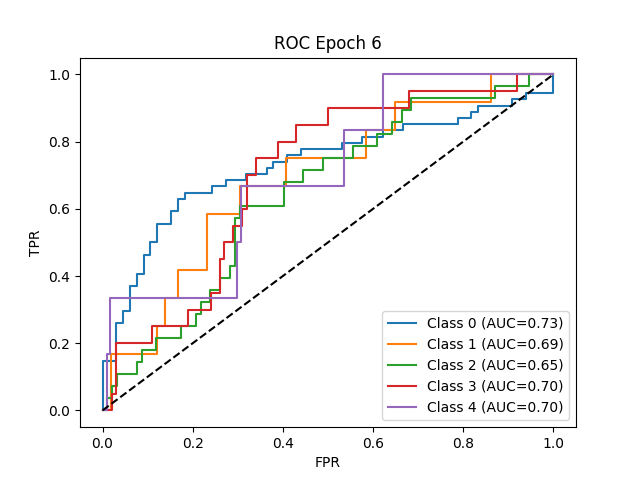 ROC Epoch 6
1.0
0.8
0.6
0.4
0.2
0.0
TPR
0.0 0.2 0.4 0.6 0.8 1.0
FPR
Class 0 (AUC=0.73)
Class 1 (AUC=0.69)
Class 2 (AUC=0.65)
Class 3 (AUC=0.70)
Class 4 (AUC=0.70)